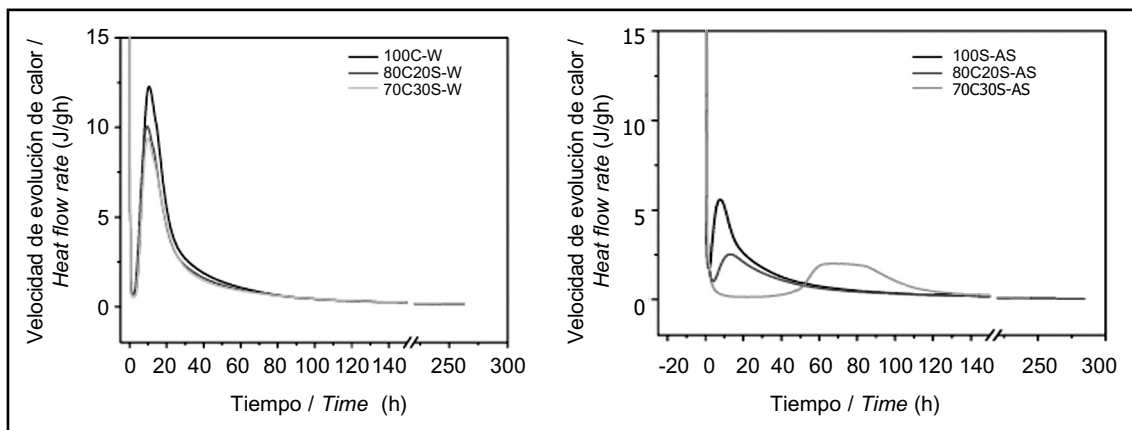 Velocidad de evolución de calor /
Heat flow rate (J/gh)
15
10
5
0
100C-W
80C20S-W
70C30S-W
0 20 40 60 80 100 120 140 250 300
Tiempo / Time (h)
Velocidad de evolución de calor /
Heat flow rate (J/gh)
15
10
5
0
100S-AS
80C20S-AS
70C30S-AS
-20 0 20 40 60 80 100 120 140 250 300
Tiempo / Time (h)